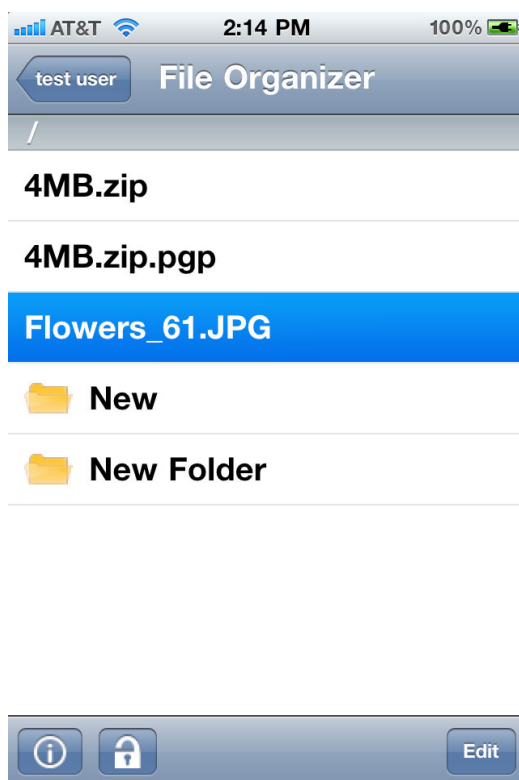 AT&T 2:14 PM 100%
test user File Organizer
/
4MB.zip
4MB.zip.pgp
Flowers_61.JPG
New
New Folder
Edit